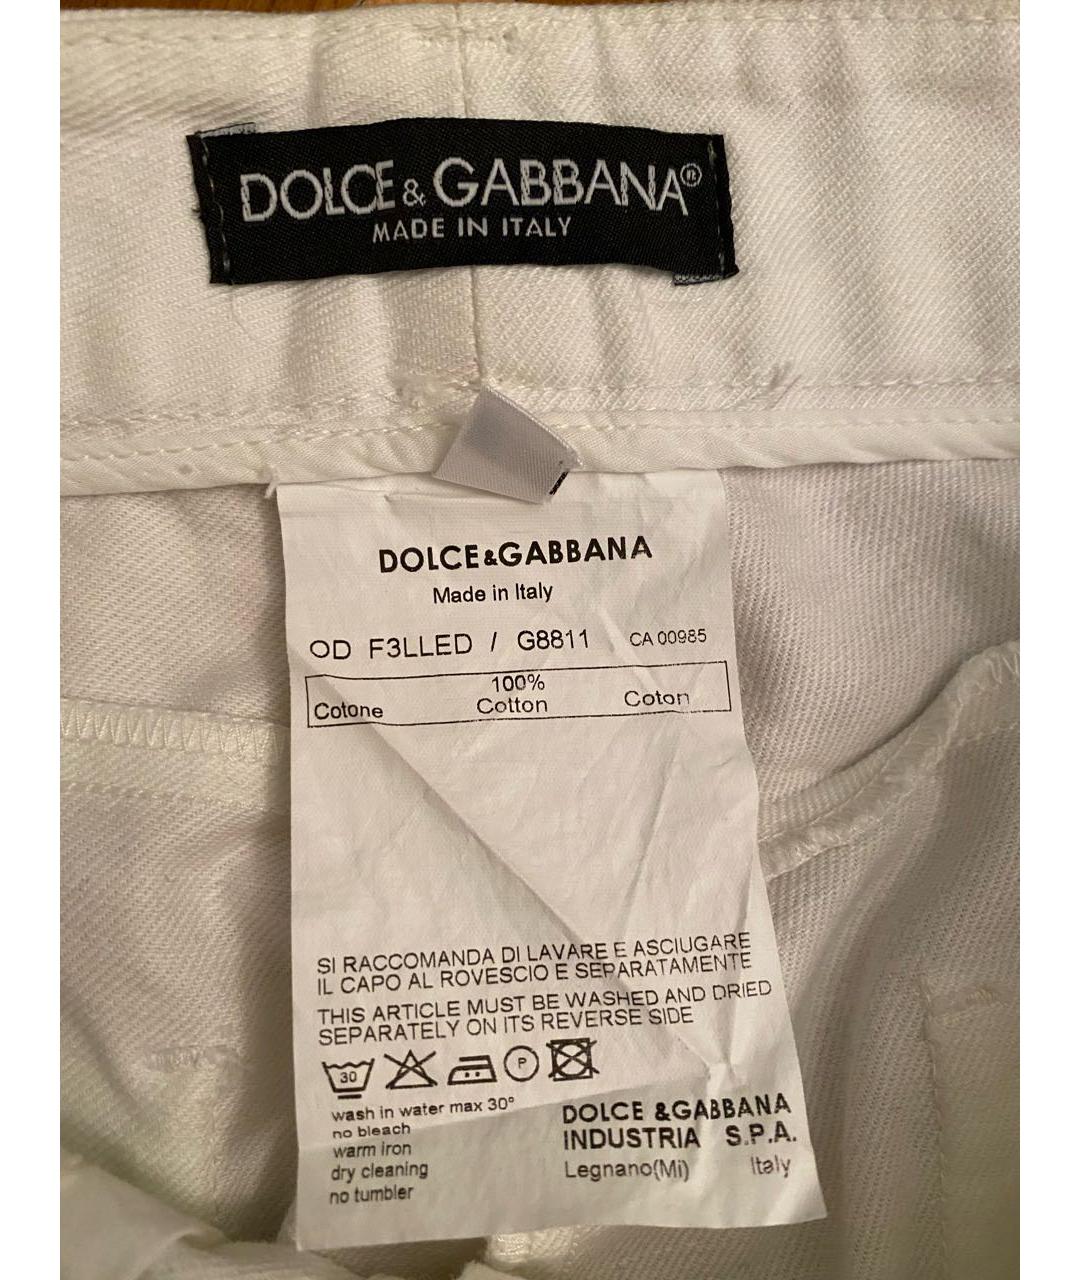 DOLCE & GABBANA®
MADE IN ITALY
DOLCE&GABBANA
Made in Italy
OD F3LLED / G8811 CA 00985
100%
Cotone Cotton Coton
SI RACCOMANDA DI LAVARE E ASCIUGARE
IL CAPO AL ROVESCIO E SEPARATAMENTE
THIS ARTICLE MUST BE WASHED AND DRIED
SEPARATELY ON ITS REVERSE SIDE
30 P
wash in water max 30°
no bleach
warm iron
dry cleaning
no tumbler
DOLCE &GABBANA
INDUSTRIA S.P.A.
Legnano(Mi) Italy